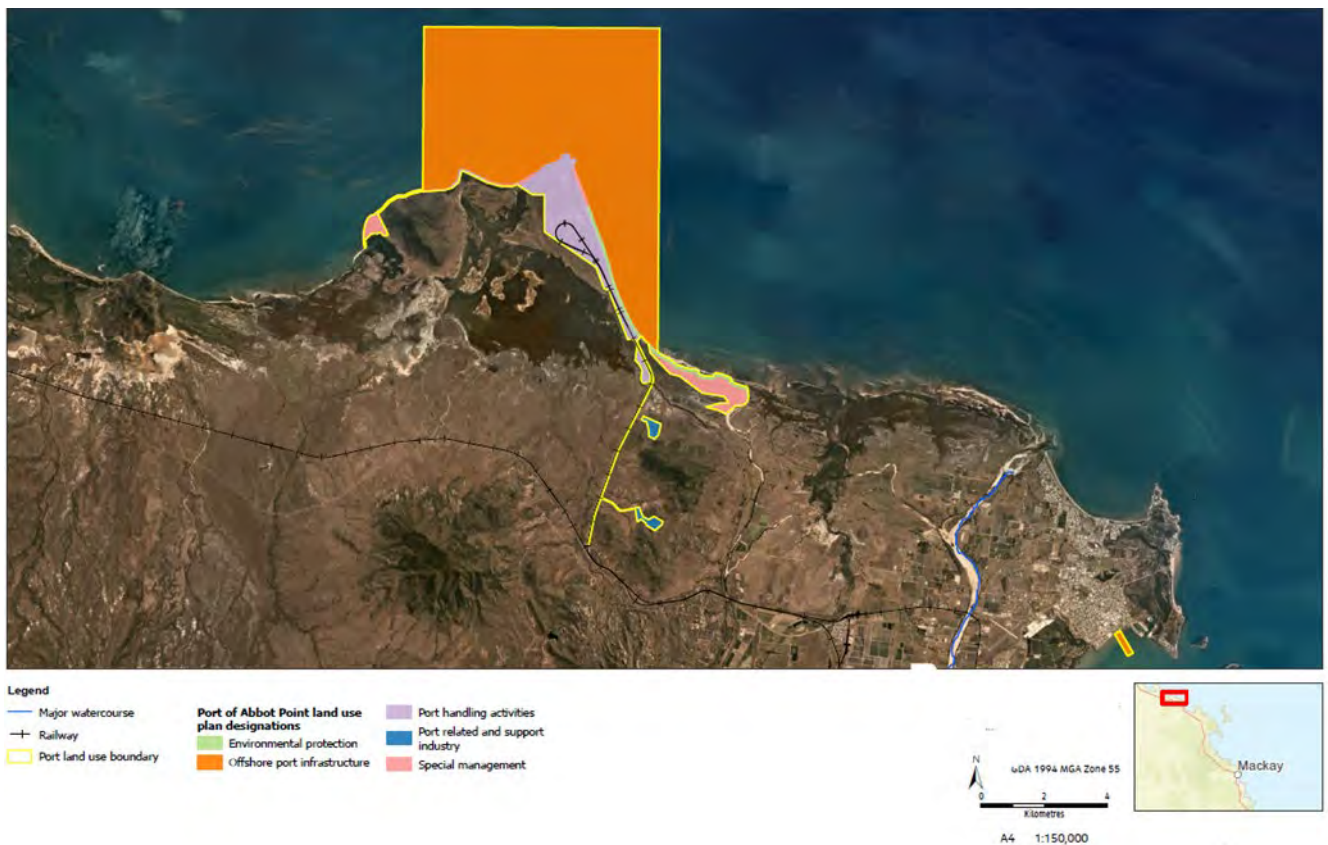 Legend
Major watercourse
Railway
Port land use boundary
Port of Abbot Point land use
plan designations
Environmental protection
Offshore port infrastructure
Port handling activities
Port related and support
industry
Special management
N
GDA 1994 MGA Zone 55
0 2 4
Kilometres
A4 1:150,000
Mackay